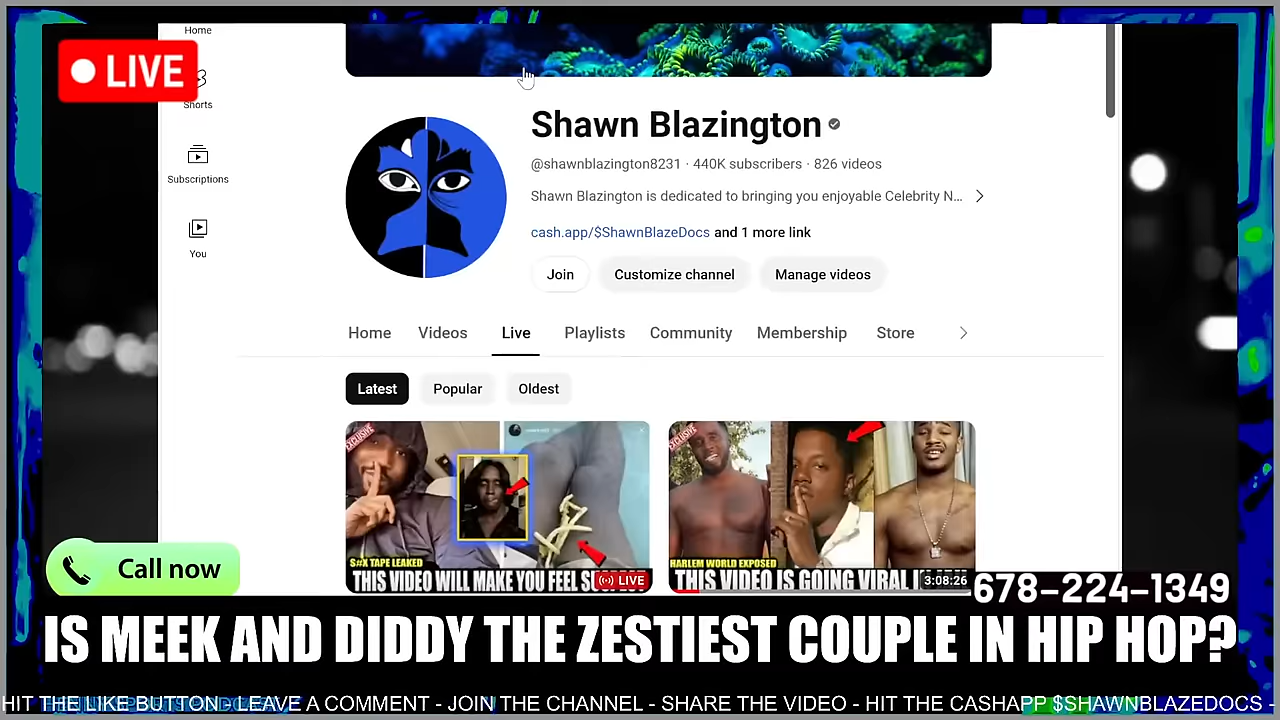 Home
LIVE
Shorts
Subscriptions
You
Shawn Blazington
@shawnblazington8231 · 440K subscribers · 826 videos
Shawn Blazington is dedicated to bringing you enjoyable Celebrity N...
cash.app/$ShawnBlazeDocs and 1 more link
Join Customize channel Manage videos
Home Videos Live Playlists Community Membership Store
Latest Popular Oldest
EXCLUSIVE
EXCLUSIVE
S#X TAPE LEAKED
THIS VIDEO WILL MAKE YOU FEEL
LIVE
HARLEM WORLD EXPOSED
THIS VIDEO IS GOING VIRAL
3:08:26
Call now
678-224-1349
IS MEEK AND DIDDY THE ZESTIEST COUPLE IN HIP HOP?
HIT THE LIKE BUTTON - LEAVE A COMMENT - JOIN THE CHANNEL - SHARE THE VIDEO - HIT THE CASHAPP $SHAWNBLAZEDOCS -